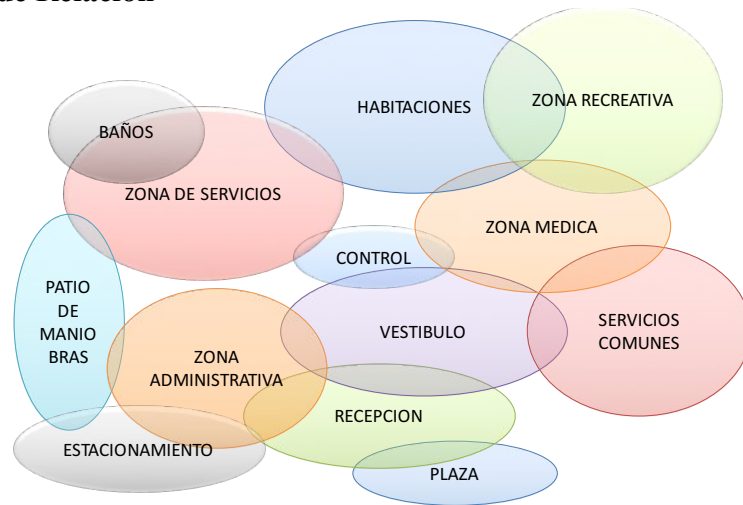 HABITACIONES
ZONA RECREATIVA
BAÑOS
ZONA DE SERVICIOS
ZONA MEDICA
CONTROL
PATIO
DE
MANIO
BRAS
VESTIBULO
SERVICIOS
COMUNES
ZONA
ADMINISTRATIVA
RECEPCION
ESTACIONAMIENTO
PLAZA